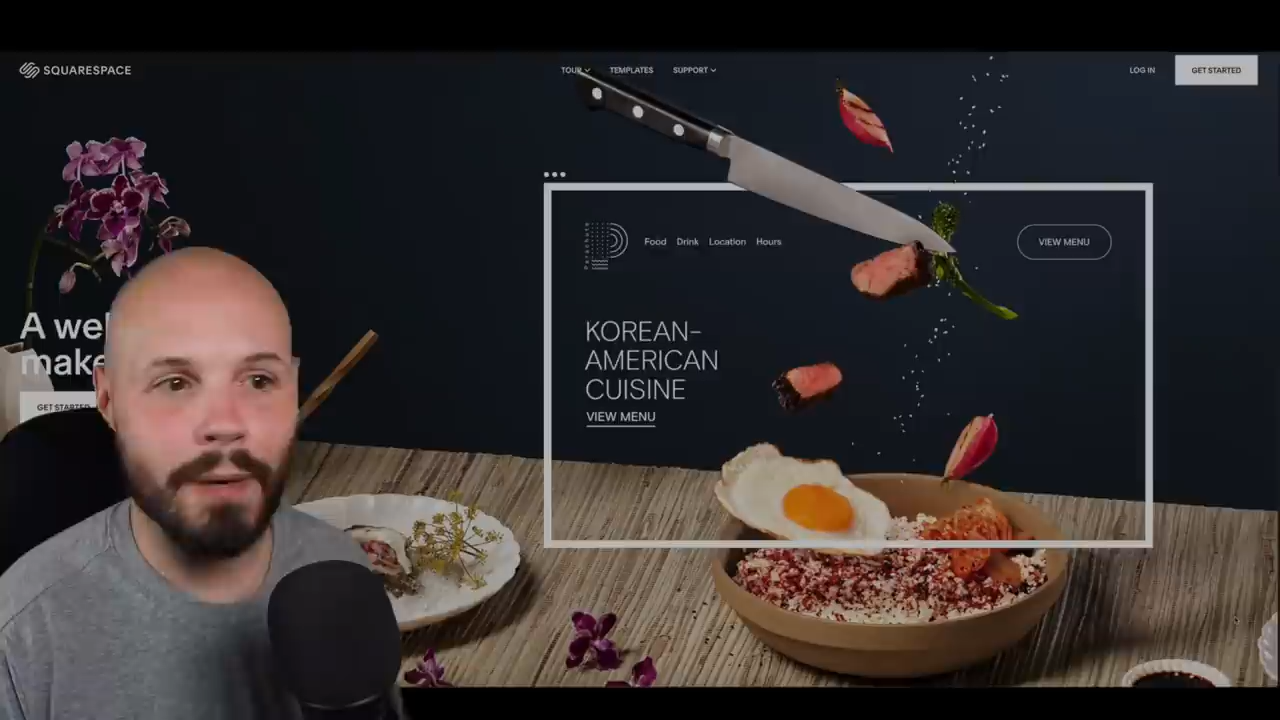 SQUARESPACE
TOUR
TEMPLATES
SUPPORT
LOG IN
GET STARTED
Food
Drink
Location
Hours
VIEW MENU
KOREAN-
AMERICAN
CUISINE
VIEW MENU
A we
make
GET STARTED